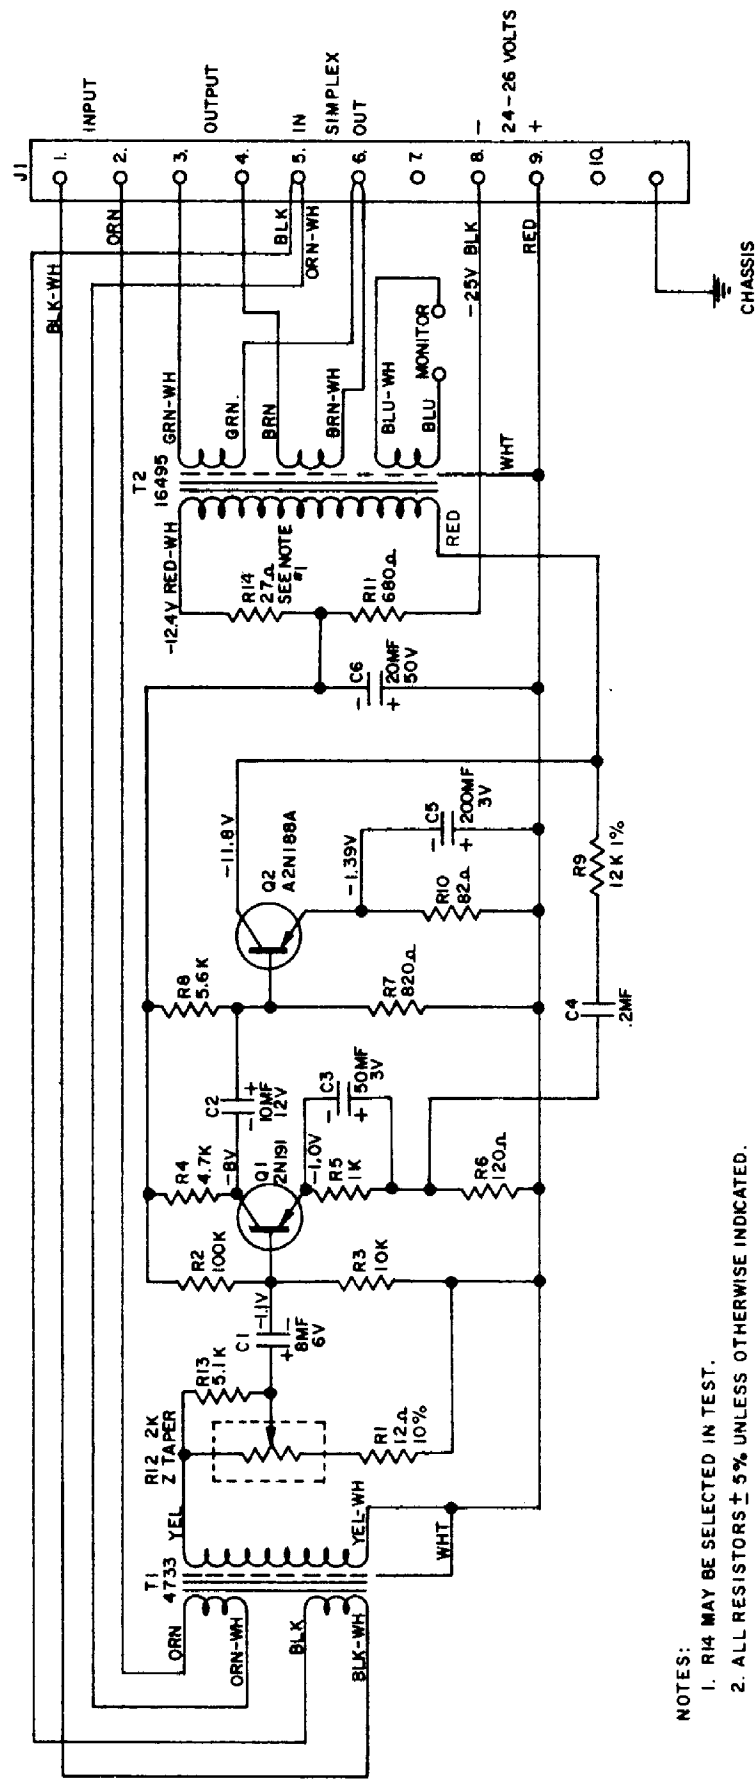 J1
1.
2.
3.
4.
5.
6.
7.
8.
9.
10.
INPUT
OUTPUT
IN
SIMPLEX
OUT
−
24-26 VOLTS
+
BLK-WH
ORN
BLK
ORN-WH
-25V BLK
RED
CHASSIS
T2
16495
GRN-WH
GRN.
BRN
BRN-WH
BLU-WH
BLU
MONITOR
WHT
RED
-12.4V RED-WH
R14
27Ω
SEE NOTE
#1
R11
680Ω
C6
20MF
50V
−
+
-11.8V
Q2
A2N188A
-1.39V
C5
200MF
3V
−
+
R10
82Ω
R9
12K 1%
R8
5.6K
R7
820Ω
C4
.2MF
C2
10MF
12V
−
+
C3
50MF
3V
−
+
R4
4.7K
-8V
Q1
2N191
-1.0V
R5
1K
R6
120Ω
R2
100K
R3
10K
-1.1V
C1
8MF
6V
+
−
R13
5.1K
R12 2K
Z TAPER
R1
12Ω
10%
YEL
YEL-WH
WHT
T1
4733
ORN
ORN-WH
BLK
BLK-WH
NOTES:
1. R14 MAY BE SELECTED IN TEST.
2. ALL RESISTORS ± 5% UNLESS OTHERWISE INDICATED.